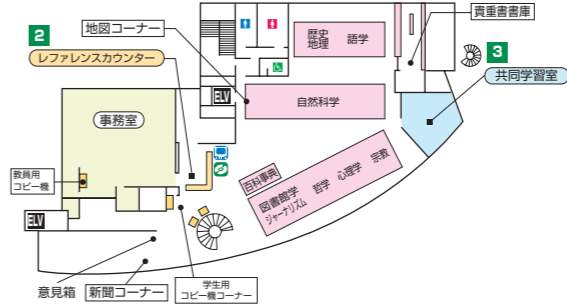 地図コーナー
貴重書書庫
2
レファレンスカウンター
歴史
地理
語学
3
共同学習室
ELV
自然科学
事務室
教員用
コピー機
百科事典
図書館学
ジャーナリズム
哲学
心理学
宗教
ELV
意見箱
新聞コーナー
学生用
コピー機コーナー